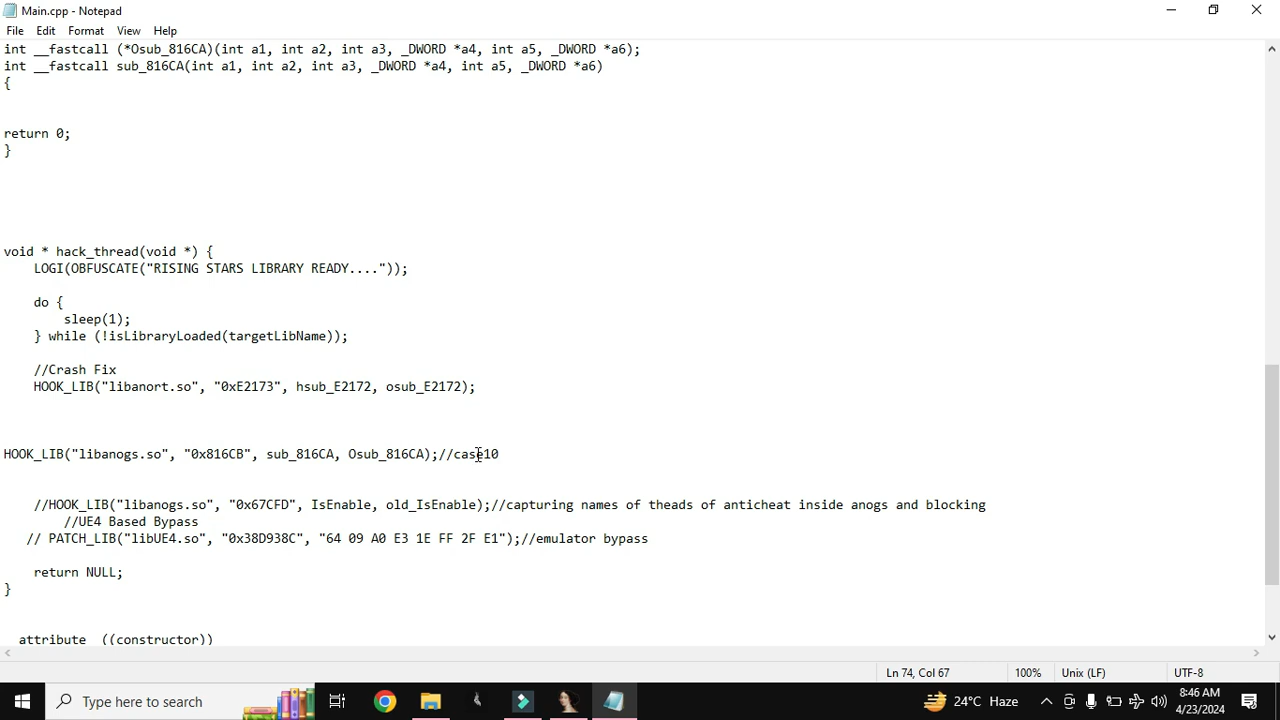 Main.cpp - Notepad
File Edit Format View Help
int __fastcall (*Osub_816CA)(int a1, int a2, int a3, _DWORD *a4, int a5, _DWORD *a6);
int __fastcall sub_816CA(int a1, int a2, int a3, _DWORD *a4, int a5, _DWORD *a6)
{
return 0;
}
void * hack_thread(void *) {
LOGI(OBFUSCATE("RISING STARS LIBRARY READY...."));
do {
sleep(1);
} while (!isLibraryLoaded(targetLibName));
//Crash Fix
HOOK_LIB("libanort.so", "0xE2173", hsub_E2172, osub_E2172);
HOOK_LIB("libanogs.so", "0x816CB", sub_816CA, Osub_816CA);//case10
//HOOK_LIB("libanogs.so", "0x67CFD", IsEnable, old_IsEnable);//capturing names of theads of anticheat inside anogs and blocking
//UE4 Based Bypass
// PATCH_LIB("libUE4.so", "0x38D938C", "64 09 A0 E3 1E FF 2F E1");//emulator bypass
return NULL;
}
attribute ((constructor))
Ln 74, Col 67 100% Unix (LF) UTF-8
Type here to search
24°C Haze
8:46 AM
4/23/2024